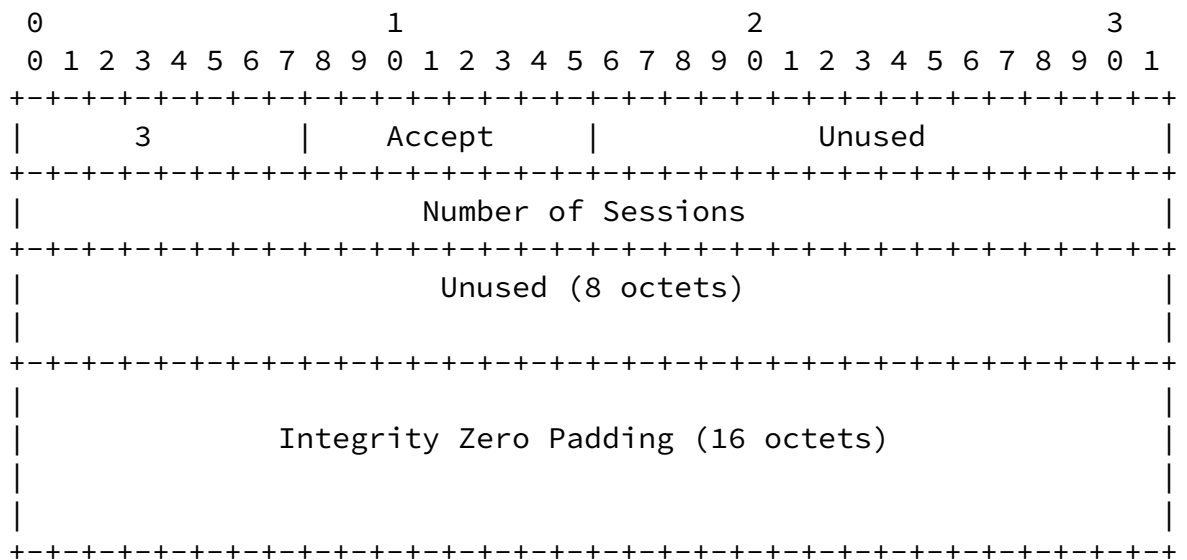 0                   1                   2                   3
0 1 2 3 4 5 6 7 8 9 0 1 2 3 4 5 6 7 8 9 0 1 2 3 4 5 6 7 8 9 0 1
+-+-+-+-+-+-+-+-+-+-+-+-+-+-+-+-+-+-+-+-+-+-+-+-+-+-+-+-+-+-+-+-+
|      3        |    Accept     |            Unused             |
+-+-+-+-+-+-+-+-+-+-+-+-+-+-+-+-+-+-+-+-+-+-+-+-+-+-+-+-+-+-+-+-+
|                      Number of Sessions                       |
+-+-+-+-+-+-+-+-+-+-+-+-+-+-+-+-+-+-+-+-+-+-+-+-+-+-+-+-+-+-+-+-+
|                       Unused (8 octets)                       |
|                                                               |
+-+-+-+-+-+-+-+-+-+-+-+-+-+-+-+-+-+-+-+-+-+-+-+-+-+-+-+-+-+-+-+-+
|                                                               |
|              Integrity Zero Padding (16 octets)               |
|                                                               |
|                                                               |
+-+-+-+-+-+-+-+-+-+-+-+-+-+-+-+-+-+-+-+-+-+-+-+-+-+-+-+-+-+-+-+-+